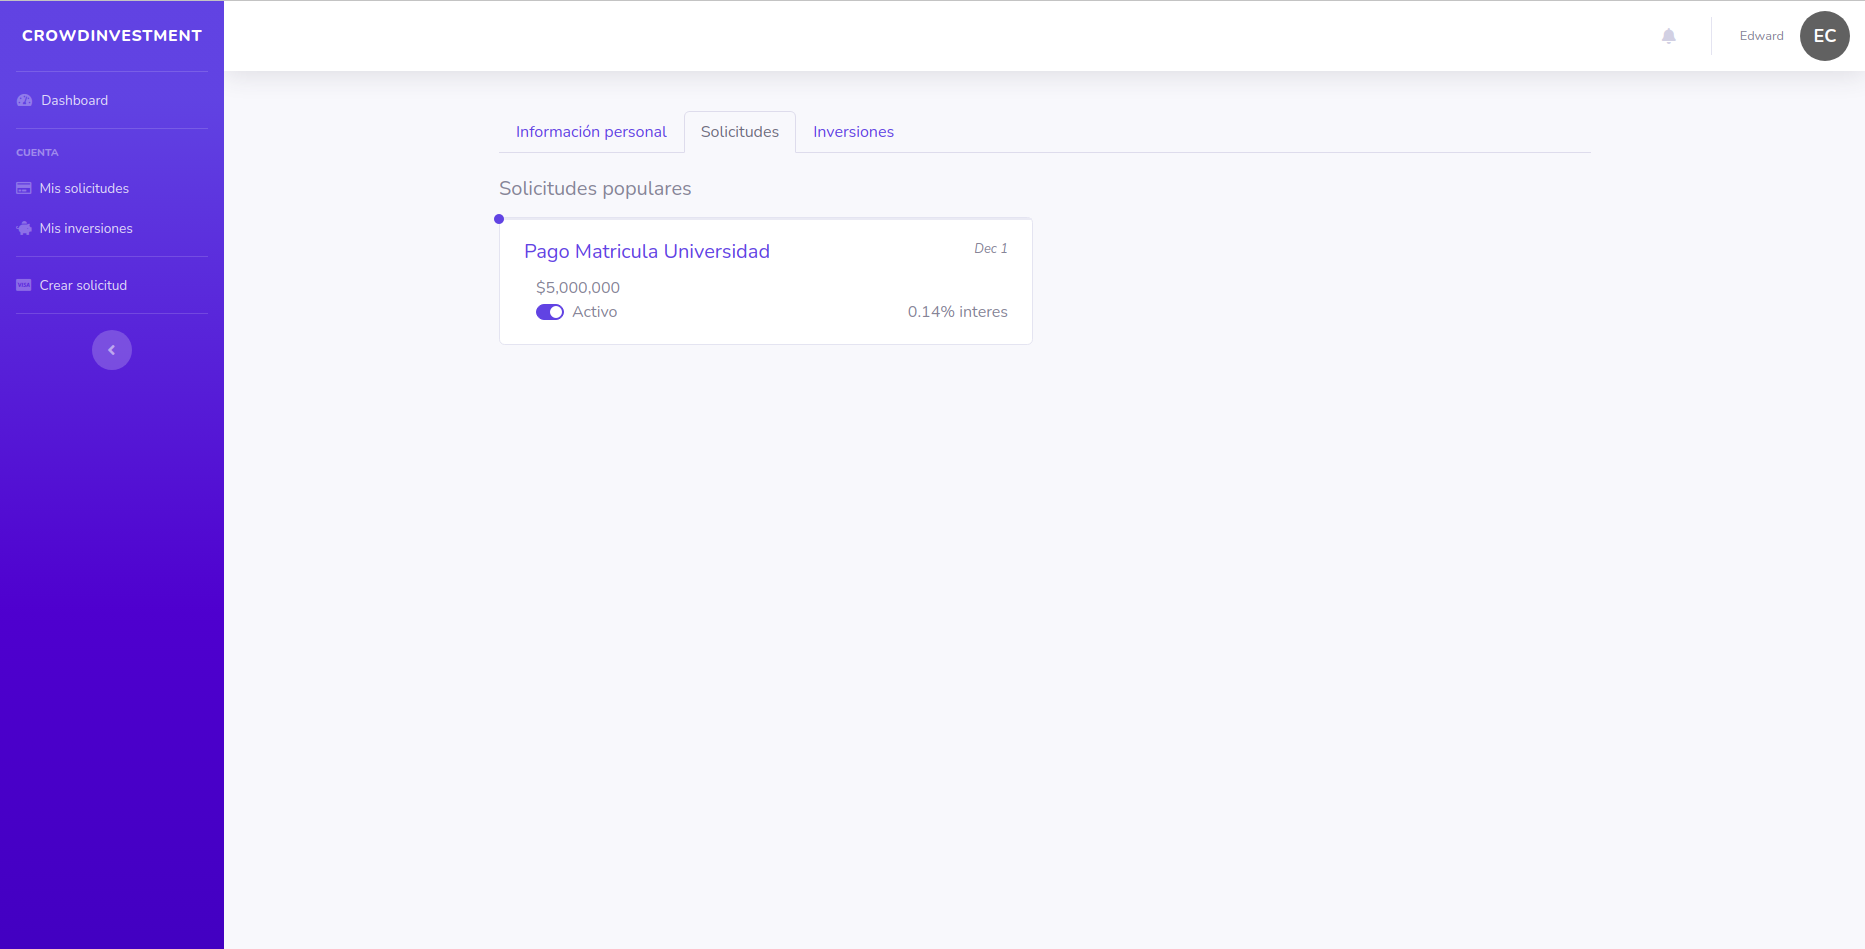 CROWDINVESTMENT
Dashboard
CUENTA
Mis solicitudes
Mis inversiones
Crear solicitud
Edward
EC
Información personal
Solicitudes
Inversiones
Solicitudes populares
Pago Matricula Universidad
Dec 1
$5,000,000
Activo
0.14% interes